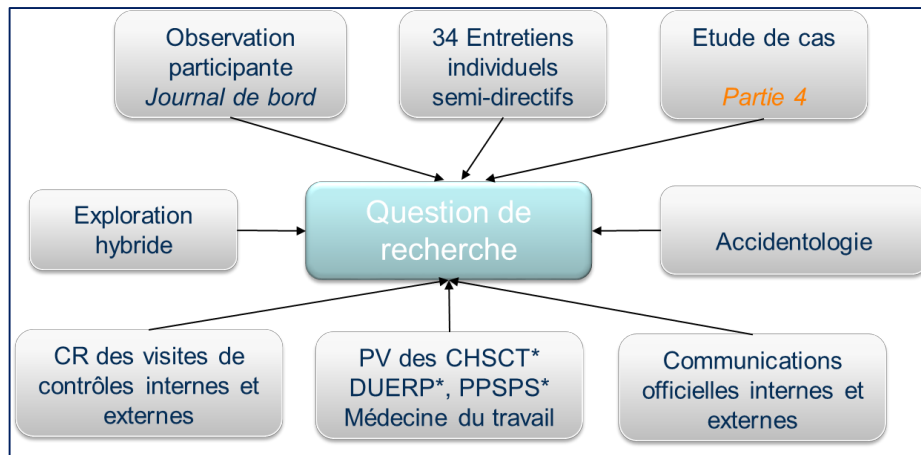 Observation
participante
Journal de bord
34 Entretiens
individuels
semi-directifs
Etude de cas
Partie 4
Exploration
hybride
Question de
recherche
Accidentologie
CR des visites de
contrôles internes et
externes
PV des CHSCT*
DUERP*, PPSPS*
Médecine du travail
Communications
officielles internes et
externes